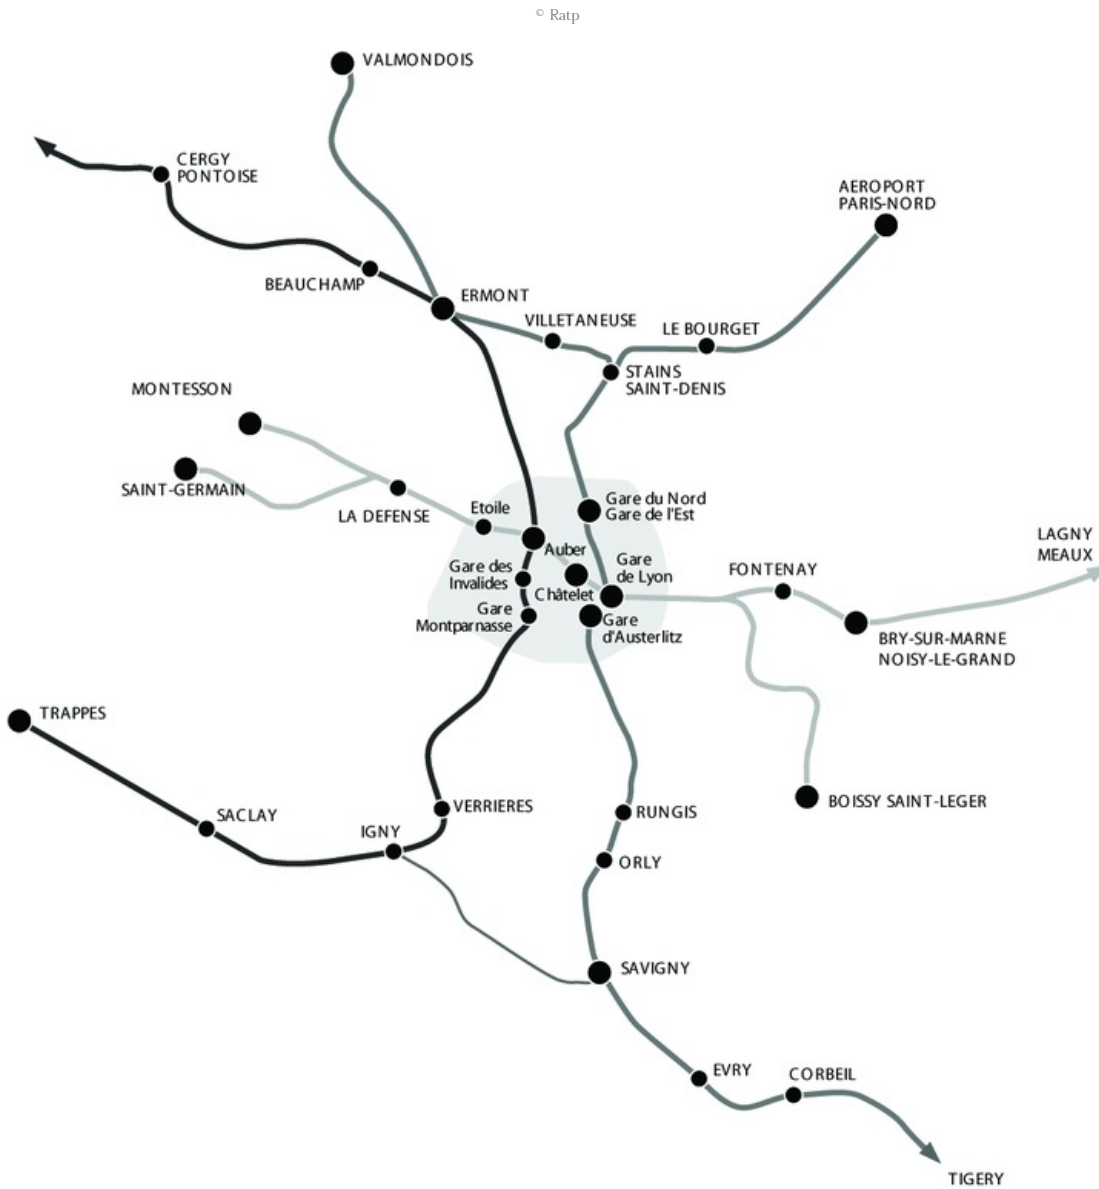 © Ratp
VALMONDOIS
CERGY
PONTOISE
AEROPORT
PARIS-NORD
BEAUCHAMP
ERMONT
VILLETANEUSE
LE BOURGET
STAINS
SAINT-DENIS
MONTESSON
SAINT-GERMAIN
LA DEFENSE
Etoile
Gare du Nord
Gare de l'Est
Auber
Gare
de Lyon
LAGNY
MEAUX
FONTENAY
Gare des
Invalides
Châtelet
Gare
Montparnasse
Gare
d'Austerlitz
BRY-SUR-MARNE
NOISY-LE-GRAND
TRAPPES
SACLAY
IGNY
VERRIERES
RUNGIS
BOISSY SAINT-LEGER
ORLY
SAVIGNY
EVRY
CORBEIL
TIGERY